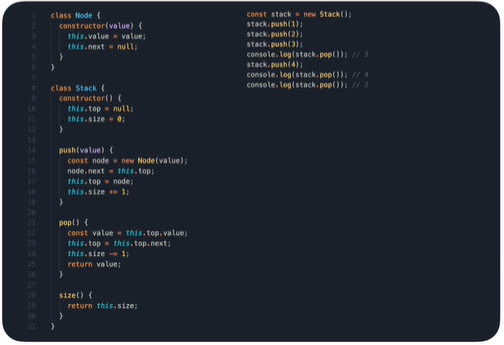 1 class Node {
2   constructor(value) {
3     this.value = value;
4     this.next = null;
5   }
6 }
7
8 class Stack {
9   constructor() {
10     this.top = null;
11     this.size = 0;
12   }
13
14   push(value) {
15     const node = new Node(value);
16     node.next = this.top;
17     this.top = node;
18     this.size += 1;
19   }
20
21   pop() {
22     const value = this.top.value;
23     this.top = this.top.next;
24     this.size -= 1;
25     return value;
26   }
27
28   size() {
29     return this.size;
30   }
31 }
const stack = new Stack();
stack.push(1);
stack.push(2);
stack.push(3);
console.log(stack.pop()); // 3
stack.push(4);
console.log(stack.pop()); // 4
console.log(stack.pop()); // 2